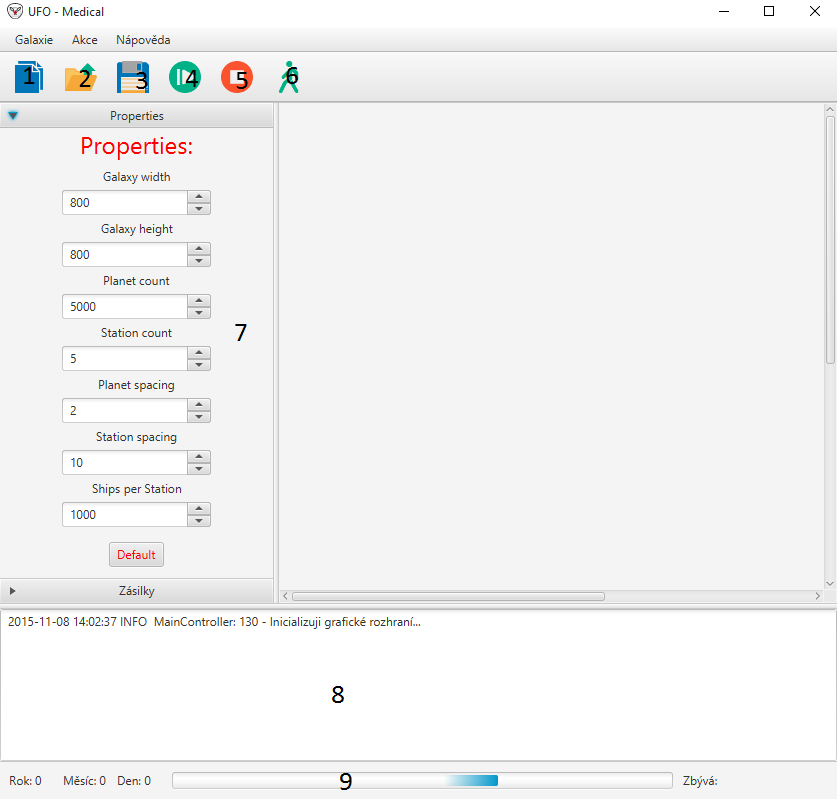 UFO - Medical
Galaxie Akce Nápověda
1 2 3 4 5 6
Properties
Properties:
Galaxy width
800
Galaxy height
800
Planet count
5000
Station count
7
5
Planet spacing
2
Station spacing
10
Ships per Station
1000
Default
Zásilky
2015-11-08 14:02:37 INFO MainController: 130 - Inicializuji grafické rozhraní...
8
Rok: 0 Měsíc: 0 Den: 0 9 Zbývá: